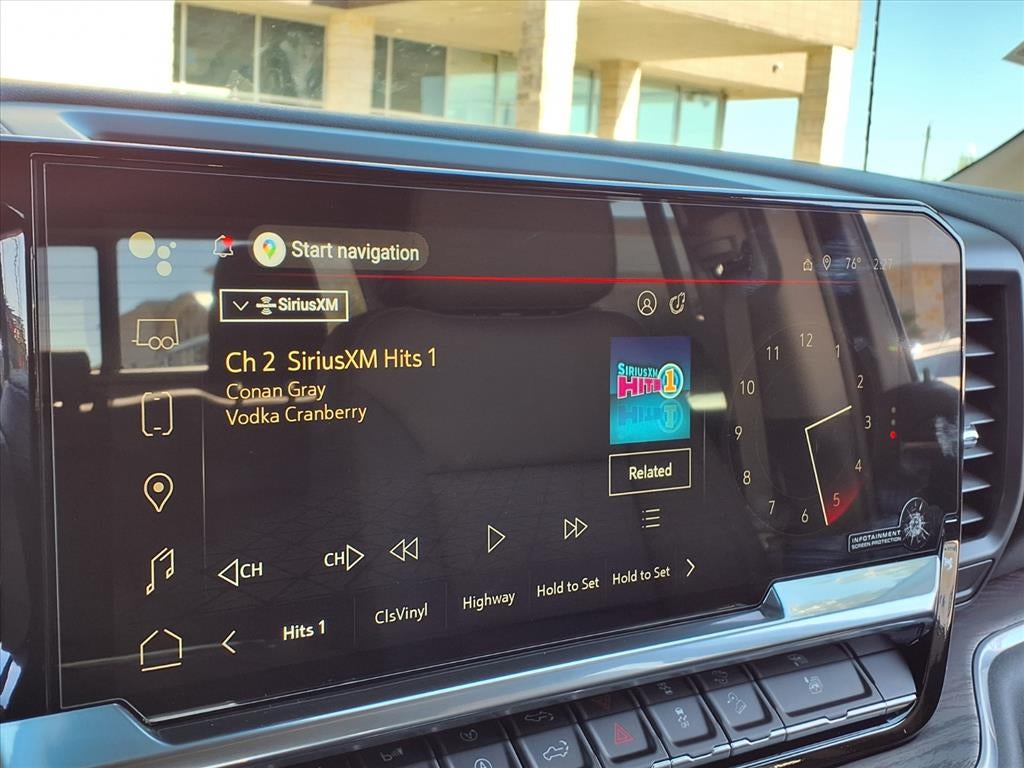 Start navigation
76° 2:27
SiriusXM
Ch 2 SiriusXM Hits 1
Conan Gray
Vodka Cranberry
SIRIUSXM
HITS 1
Related
12
1
2
3
4
5
6
7
8
9
10
11
INFOTAINMENT
SCREEN PROTECTION
CH CH
Hits 1 ClsVinyl Highway Hold to Set Hold to Set